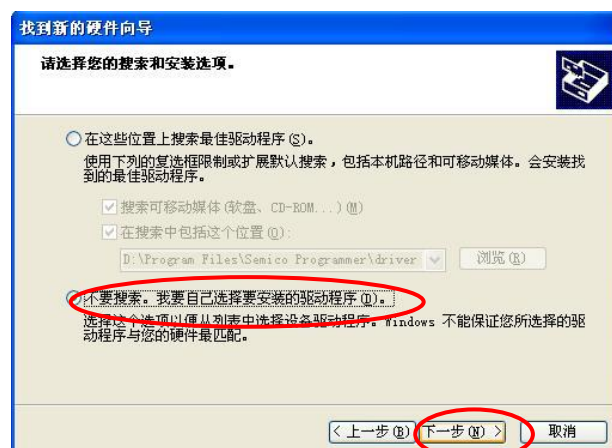 找到新的硬件向导
请选择您的搜索和安装选项。
在这些位置上搜索最佳驱动程序(S)。
使用下列的复选框限制或扩展默认搜索，包括本机路径和可移动媒体。会安装找
到的最佳驱动程序。
搜索可移动媒体(软盘、CD-ROM...)(M)
在搜索中包括这个位置(O):
D:\Program Files\Semico Programmer\driver
浏览(R)
不要搜索。我要自己选择要安装的驱动程序(D)。
选择这个选项以便从列表中选择设备驱动程序。Windows 不能保证您所选择的驱
动程序与您的硬件最匹配。
< 上一步(B) 下一步(N) > 取消